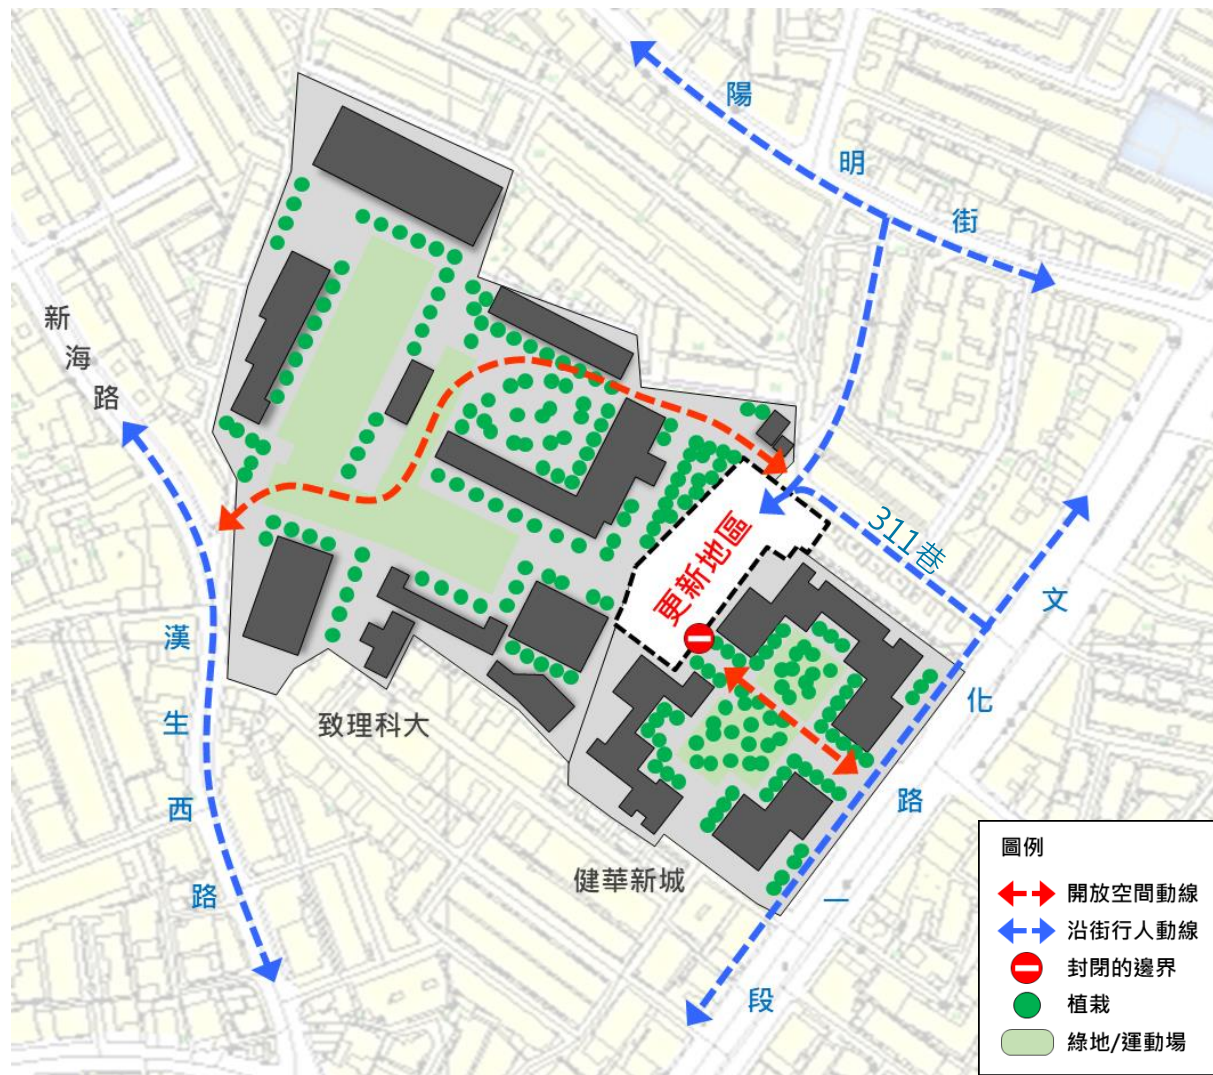 陽明街
新海路
311巷
更新地區
文化路一段
漢生西路
致理科大
健華新城
圖例
開放空間動線
沿街行人動線
封閉的邊界
植栽
綠地/運動場